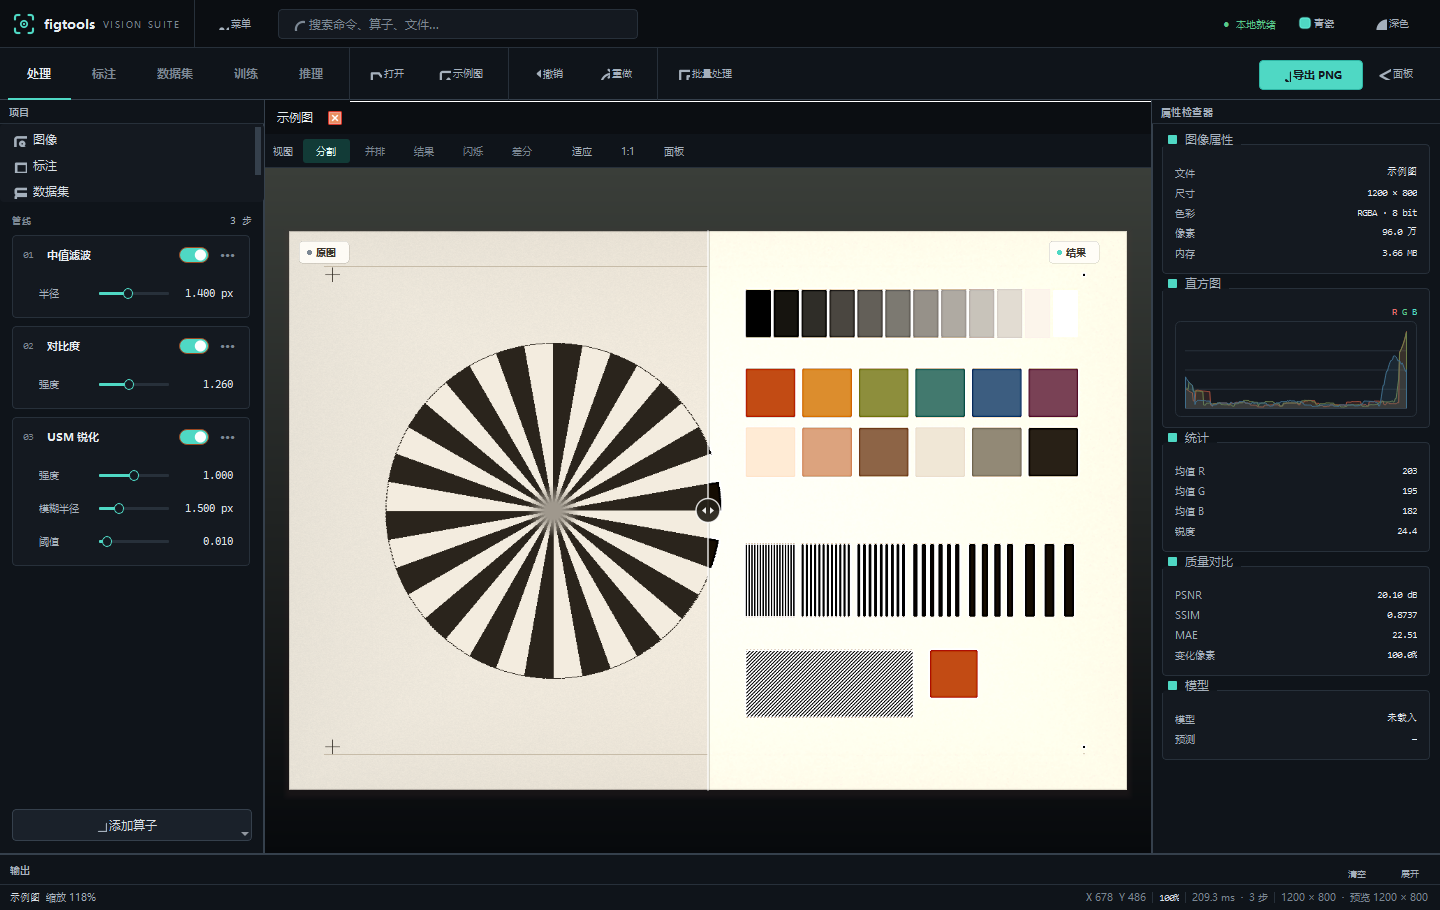 figtools VISION SUITE 菜单 搜索命令、算子、文件... 本地就绪 青瓷 深色
处理 标注 数据集 训练 推理 打开 示例图 撤销 重做 批量处理 导出 PNG 面板
项目
图像
标注
数据集
管线 3 步
01 中值滤波
半径 1.400 px
02 对比度
强度 1.260
03 USM 锐化
强度 1.000
模糊半径 1.500 px
阈值 0.010
添加算子
示例图
视图 分割 并排 结果 闪烁 差分 适应 1:1 面板
原图 结果
属性检查器
图像属性
文件 示例图
尺寸 1200 × 800
色彩 RGBA · 8 bit
像素 96.0 万
内存 3.66 MB
直方图
R G B
统计
均值 R 203
均值 G 195
均值 B 182
锐度 24.4
质量对比
PSNR 20.10 dB
SSIM 0.8737
MAE 22.51
变化像素 100.0%
模型
模型 未载入
预测 —
输出 清空 展开
示例图 缩放 118% X 678 Y 486 100% 209.3 ms · 3 步 1200 × 800 · 预览 1200 × 800